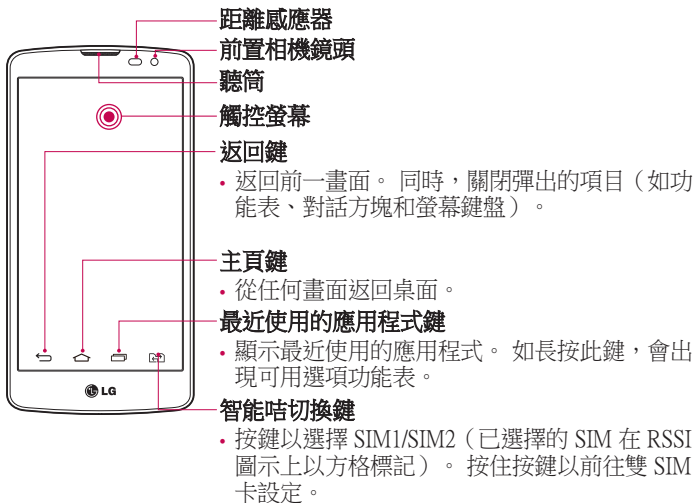 距離感應器
前置相機鏡頭
聽筒
觸控螢幕
返回鍵
• 返回前一畫面。 同時，關閉彈出的項目（如功
能表、對話方塊和螢幕鍵盤）。
主頁鍵
• 從任何畫面返回桌面。
最近使用的應用程式鍵
• 顯示最近使用的應用程式。 如長按此鍵，會出
現可用選項功能表。
LG
智能咭切換鍵
• 按鍵以選擇 SIM1/SIM2（已選擇的 SIM 在 RSSI
圖示上以方格標記）。 按住按鍵以前往雙 SIM
卡設定。